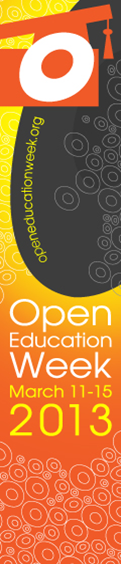 openeducationweek.org
Open
Education
Week
March 11-15
2013